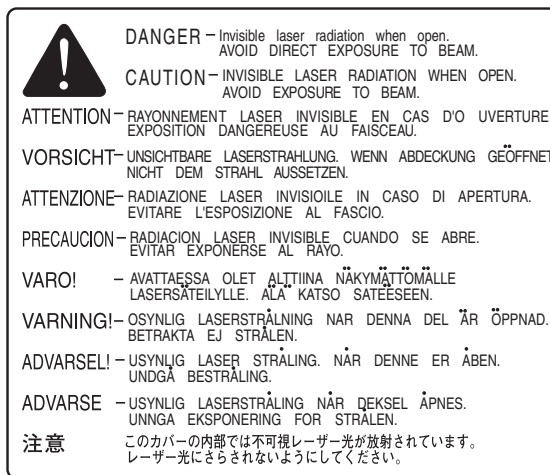 DANGER – Invisible laser radiation when open.
AVOID DIRECT EXPOSURE TO BEAM.
CAUTION – INVISIBLE LASER RADIATION WHEN OPEN.
AVOID EXPOSURE TO BEAM.
ATTENTION – RAYONNEMENT LASER INVISIBLE EN CAS D'O UVERTURE
EXPOSITION DANGEREUSE AU FAISCEAU.
VORSICHT – UNSICHTBARE LASERSTRAHLUNG. WENN ABDECKUNG GEÖFFNET
NICHT DEM STRAHL AUSSETZEN.
ATTENZIONE – RADIAZIONE LASER INVISIOILE IN CASO DI APERTURA.
EVITARE L'ESPOSIZIONE AL FASCIO.
PRECAUCION – RADIACION LASER INVISIBLE CUANDO SE ABRE.
EVITAR EXPONERSE AL RAYO.
VARO! – AVATTAESSA OLET ALTTIINA NÄKYMÄTTÖMÄLLE
LASERSÄTEILYLLE. ÄLÄ KATSO SATEËSEEN.
VARNING! – OSYNLIG LASERSTRÅLNING NAR DENNA DEL ÄR ÖPPNAD.
BETRAKTA EJ STRÅLEN.
ADVARSEL! – USYNLIG LASER STRÅLING. NÅR DENNE ER ÅBEN.
UNDGÅ BESTRÅLING.
ADVARSE – USYNLIG LASERSTRÅLING NÅR DEKSEL ÅPNES.
UNNGA EKSPONERING FOR STRÅLEN.
注意 このカバーの内部では不可視レーザー光が放射されています。
レーザー光にさらされないようにしてください。